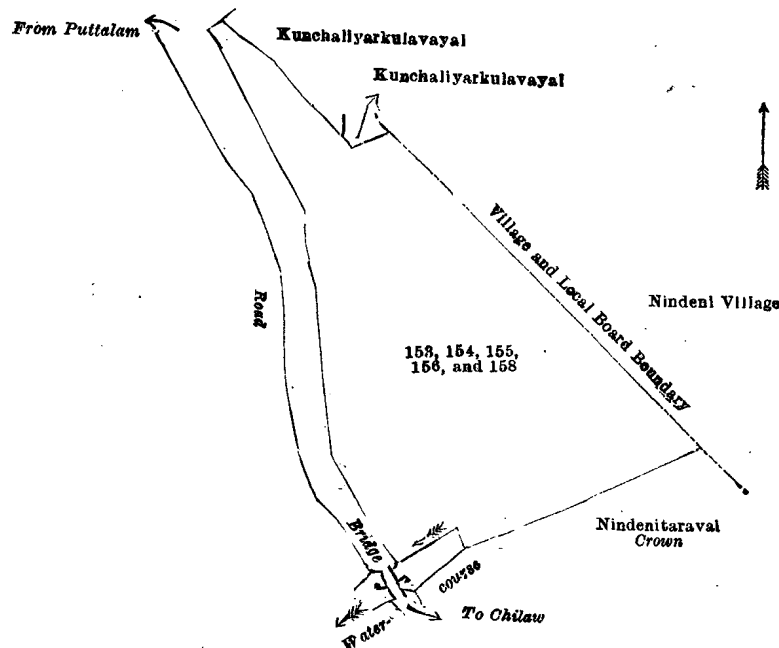 From Puttalam
Kunchaliyarkulavayal
Kunchaliyarkulavayal
Village and Local Board Boundary
Nindeni Village
Road
153, 154, 155,
156, and 158
Nindenitaraval
Crown
Bridge
Water-course
To Chilaw